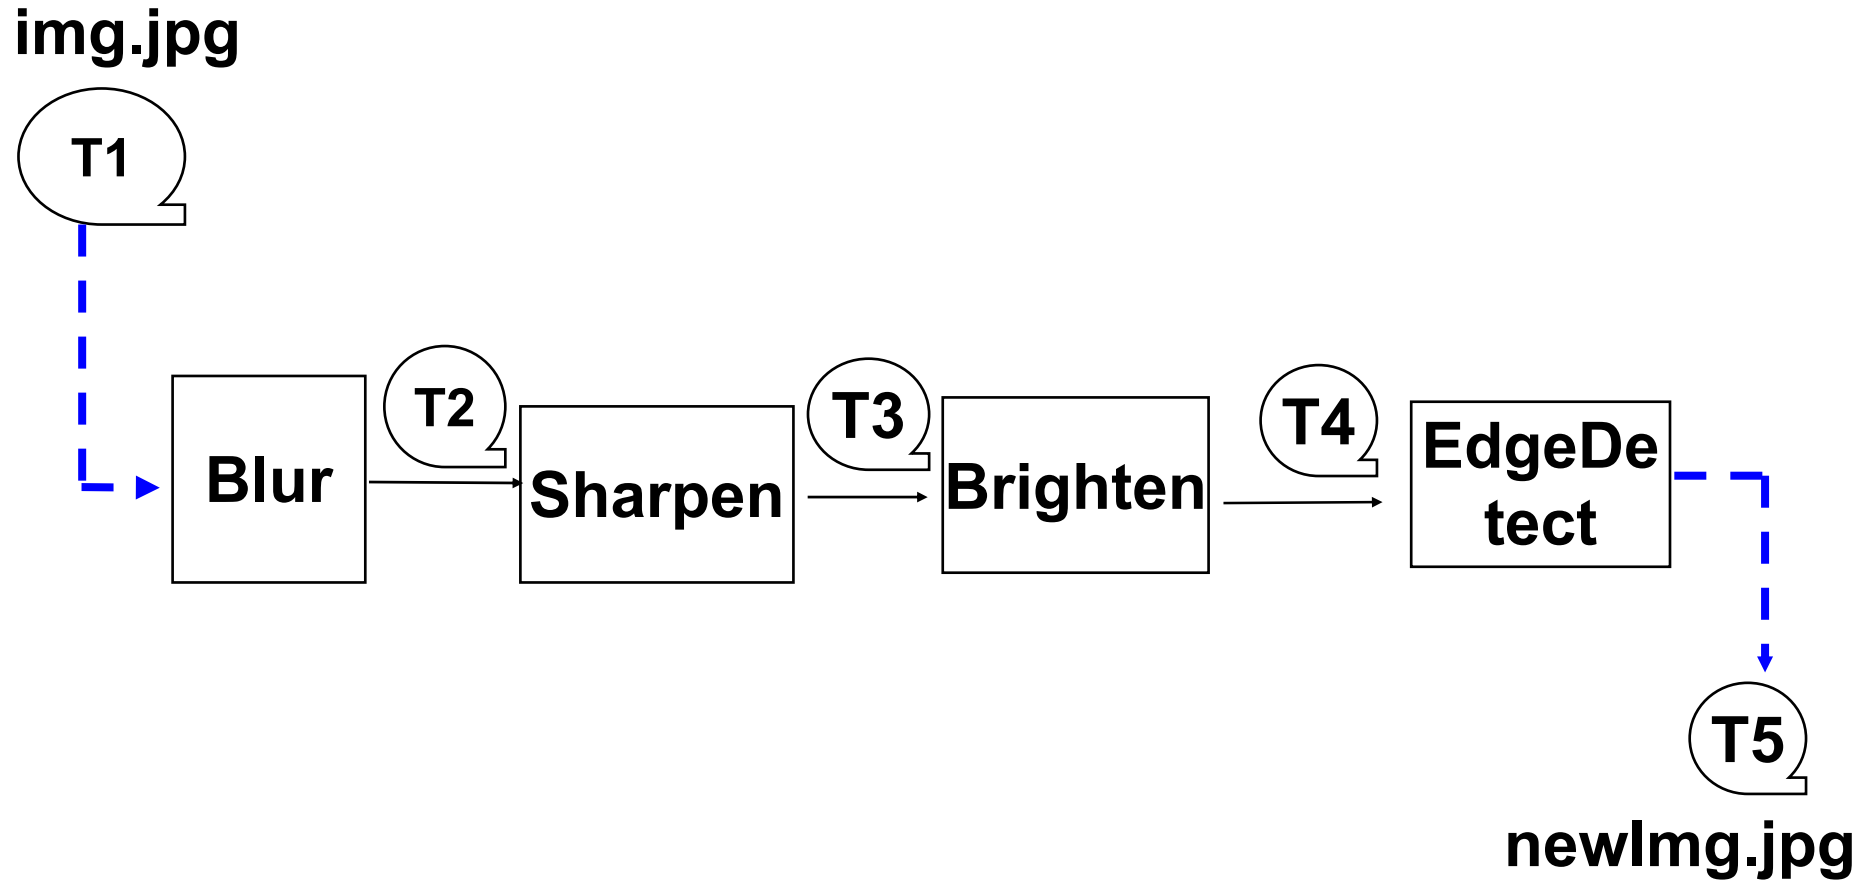 img.jpg
T1
Blur
T2
Sharpen
T3
Brighten
T4
EdgeDe
tect
T5
newImg.jpg